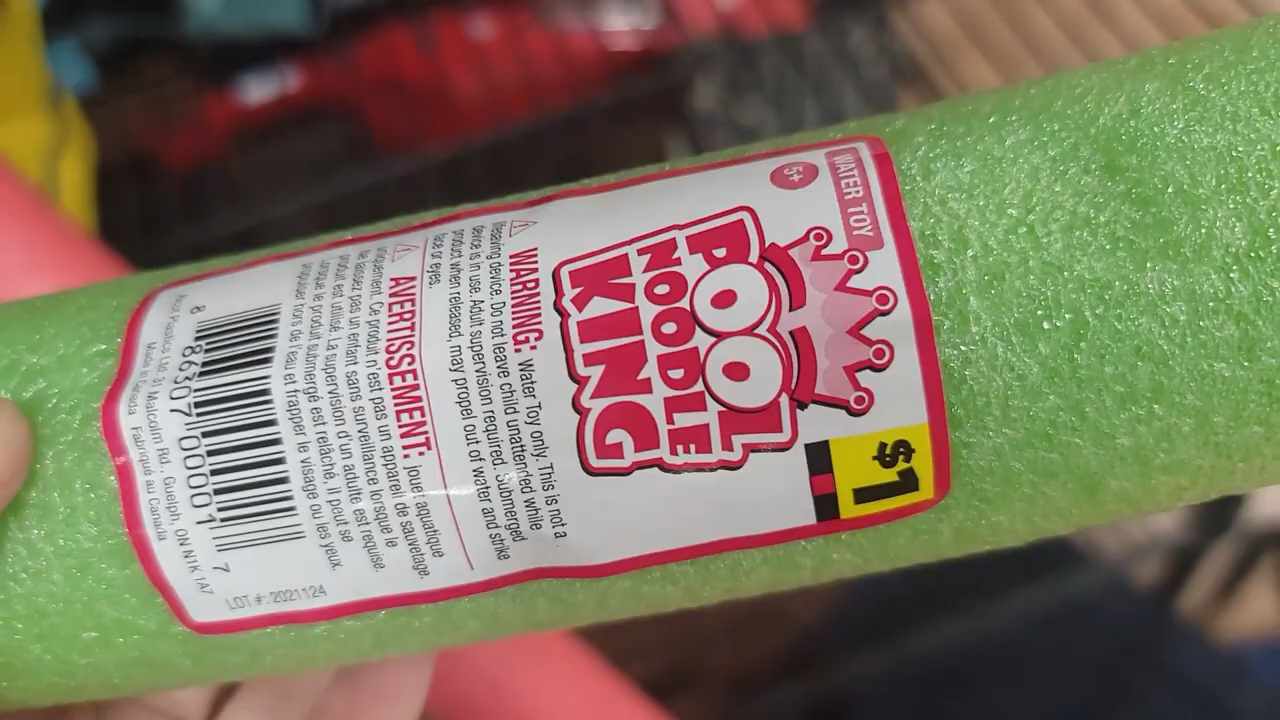 WATER TOY
5+
$1
POOL
NOODLE
KING
WARNING: Water Toy only. This is not a
lifesaving device. Do not leave child unattended while
device is in use. Adult supervision required. Submerged
product when released, may propel out of water and strike
face or eyes.
AVERTISSEMENT: jouet aquatique
uniquement. Ce produit n'est pas un appareil de sauvetage.
Ne laissez pas un enfant sans surveillance lorsque le
produit est utilisé. La supervision d'un adulte est requise.
Lorsque le produit submergé est relâché, il peut se
propulser hors de l'eau et frapper le visage ou les yeux.
8 86307 00001 7
LOT #: 2021124
Plastics Ltd. 31 Malcolm Rd., Guelph, ON N1K 1A7
Made in Canada Fabriqué au Canada